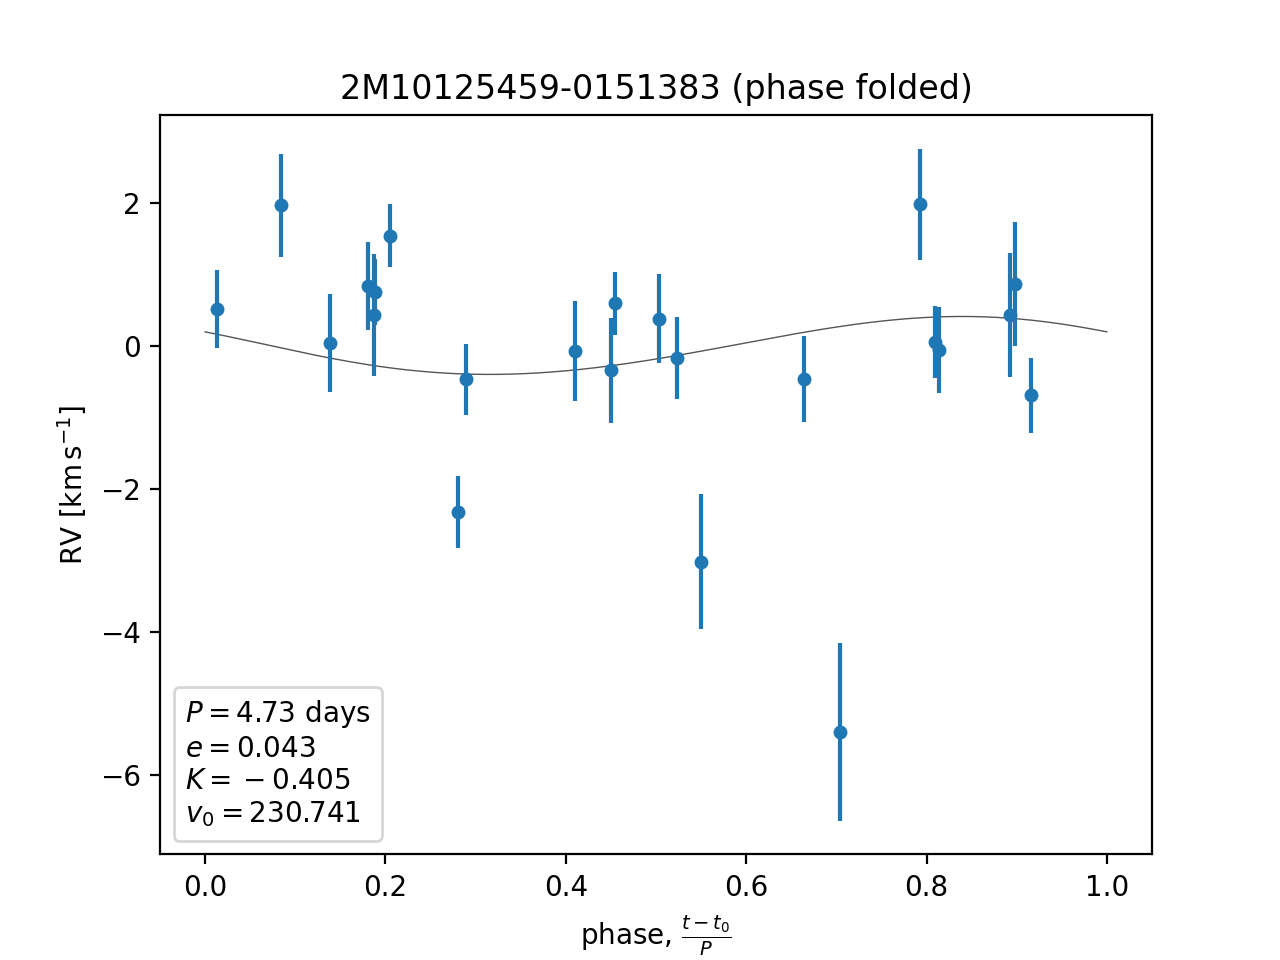 2M10125459-0151383 (phase folded)
RV [km s⁻¹]
2
0
−2
−4
−6
P = 4.73 days
e = 0.043
K = −0.405
v₀ = 230.741
0.0 0.2 0.4 0.6 0.8 1.0
phase, (t − t₀)/P